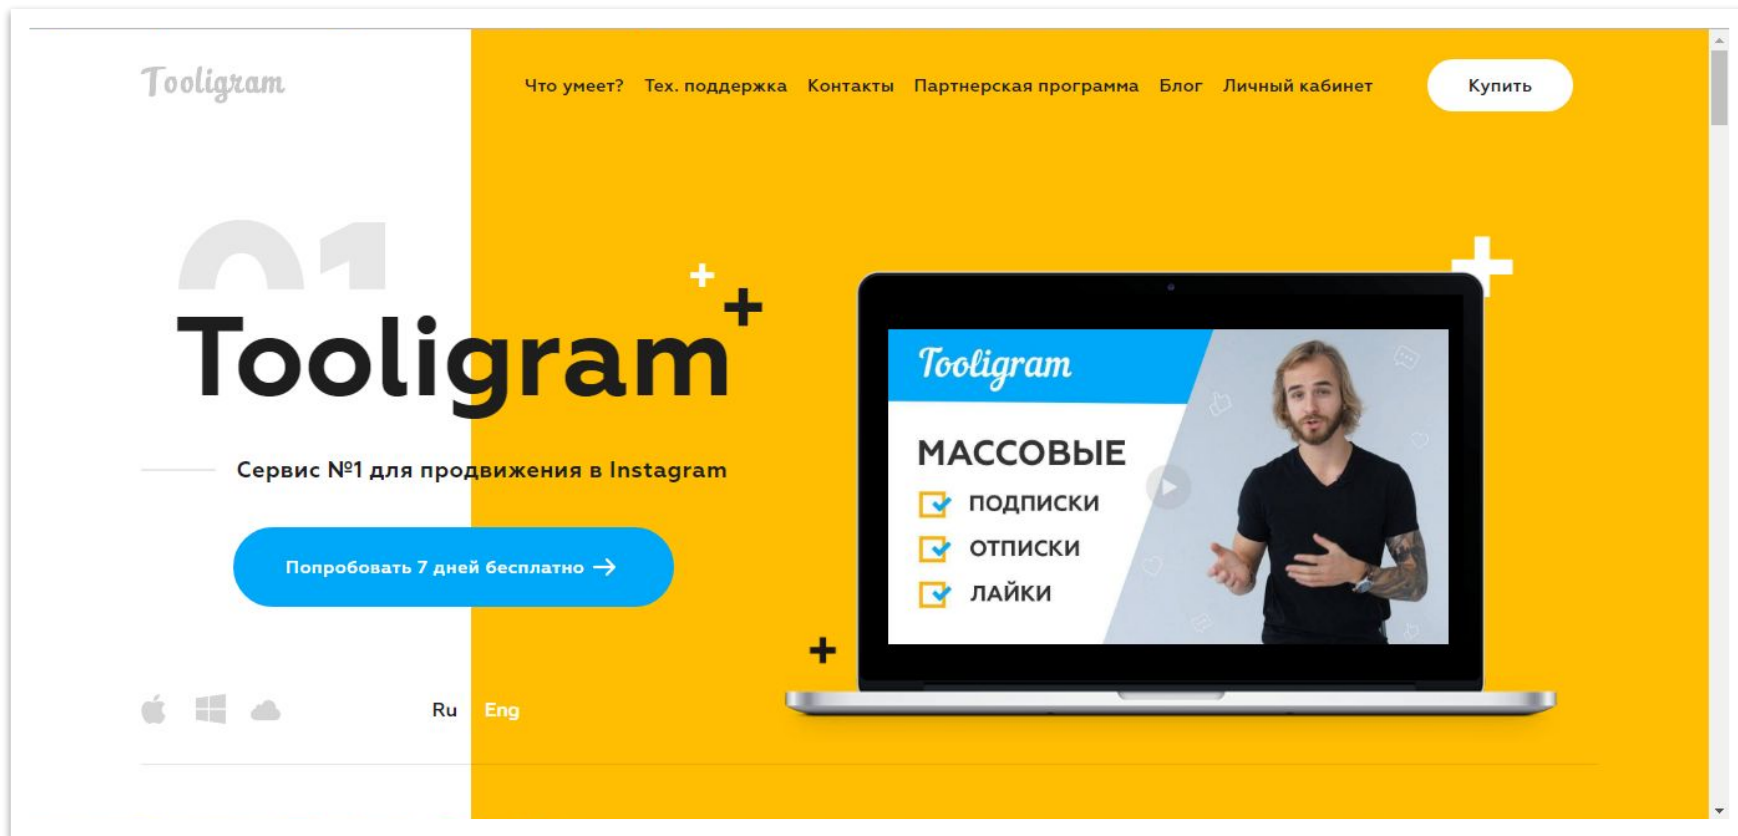 Tooligram
Что умеет? Тех. поддержка Контакты Партнерская программа Блог Личный кабинет Купить
01
Tooligram
Сервис №1 для продвижения в Instagram
Попробовать 7 дней бесплатно →
Ru Eng
Tooligram
МАССОВЫЕ
ПОДПИСКИ
ОТПИСКИ
ЛАЙКИ